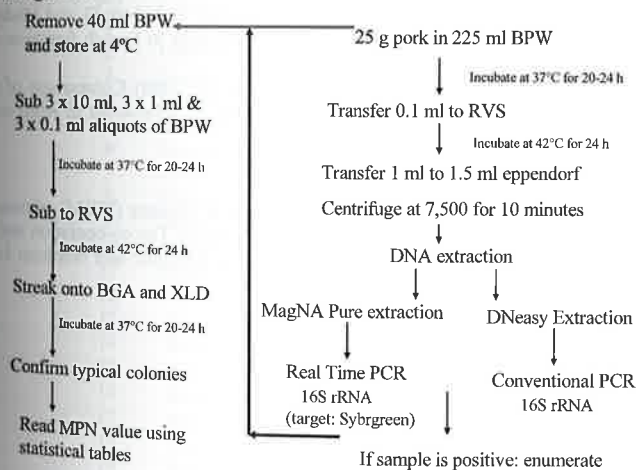 Remove 40 ml BPW
and store at 4°C
Sub 3 x 10 ml, 3 x 1 ml &
3 x 0.1 ml aliquots of BPW
Incubate at 37°C for 20-24 h
Sub to RVS
Incubate at 42°C for 24 h
Streak onto BGA and XLD
Incubate at 37°C for 20-24 h
Confirm typical colonies
Read MPN value using
statistical tables
25 g pork in 225 ml BPW
Incubate at 37°C for 20-24 h
Transfer 0.1 ml to RVS
Incubate at 42°C for 24 h
Transfer 1 ml to 1.5 ml eppendorf
Centrifuge at 7,500 for 10 minutes
DNA extraction
MagNA Pure extraction
DNeasy Extraction
Real Time PCR
16S rRNA
(target: Sybrgreen)
Conventional PCR
16S rRNA
If sample is positive: enumerate